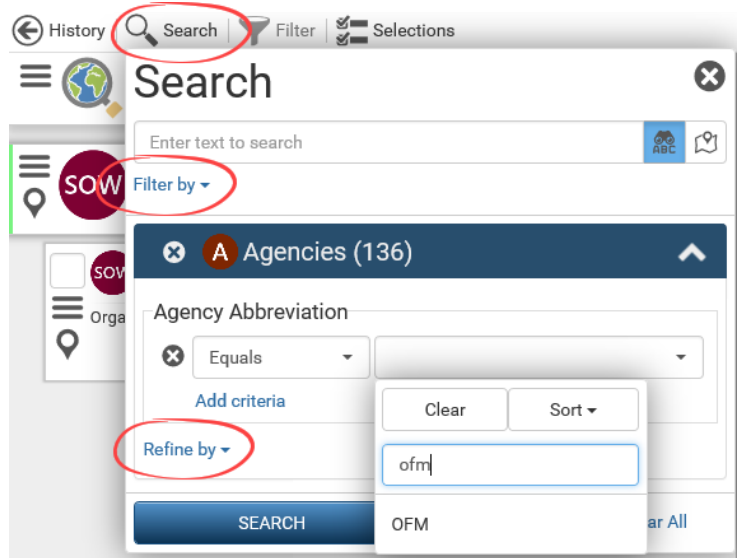 History Search Filter Selections
Search
Enter text to search
ABC
Filter by
SOW
A Agencies (136)
SOW
Orga
Agency Abbreviation
Equals
Add criteria
Clear Sort
Refine by
ofm
SEARCH OFM ar All